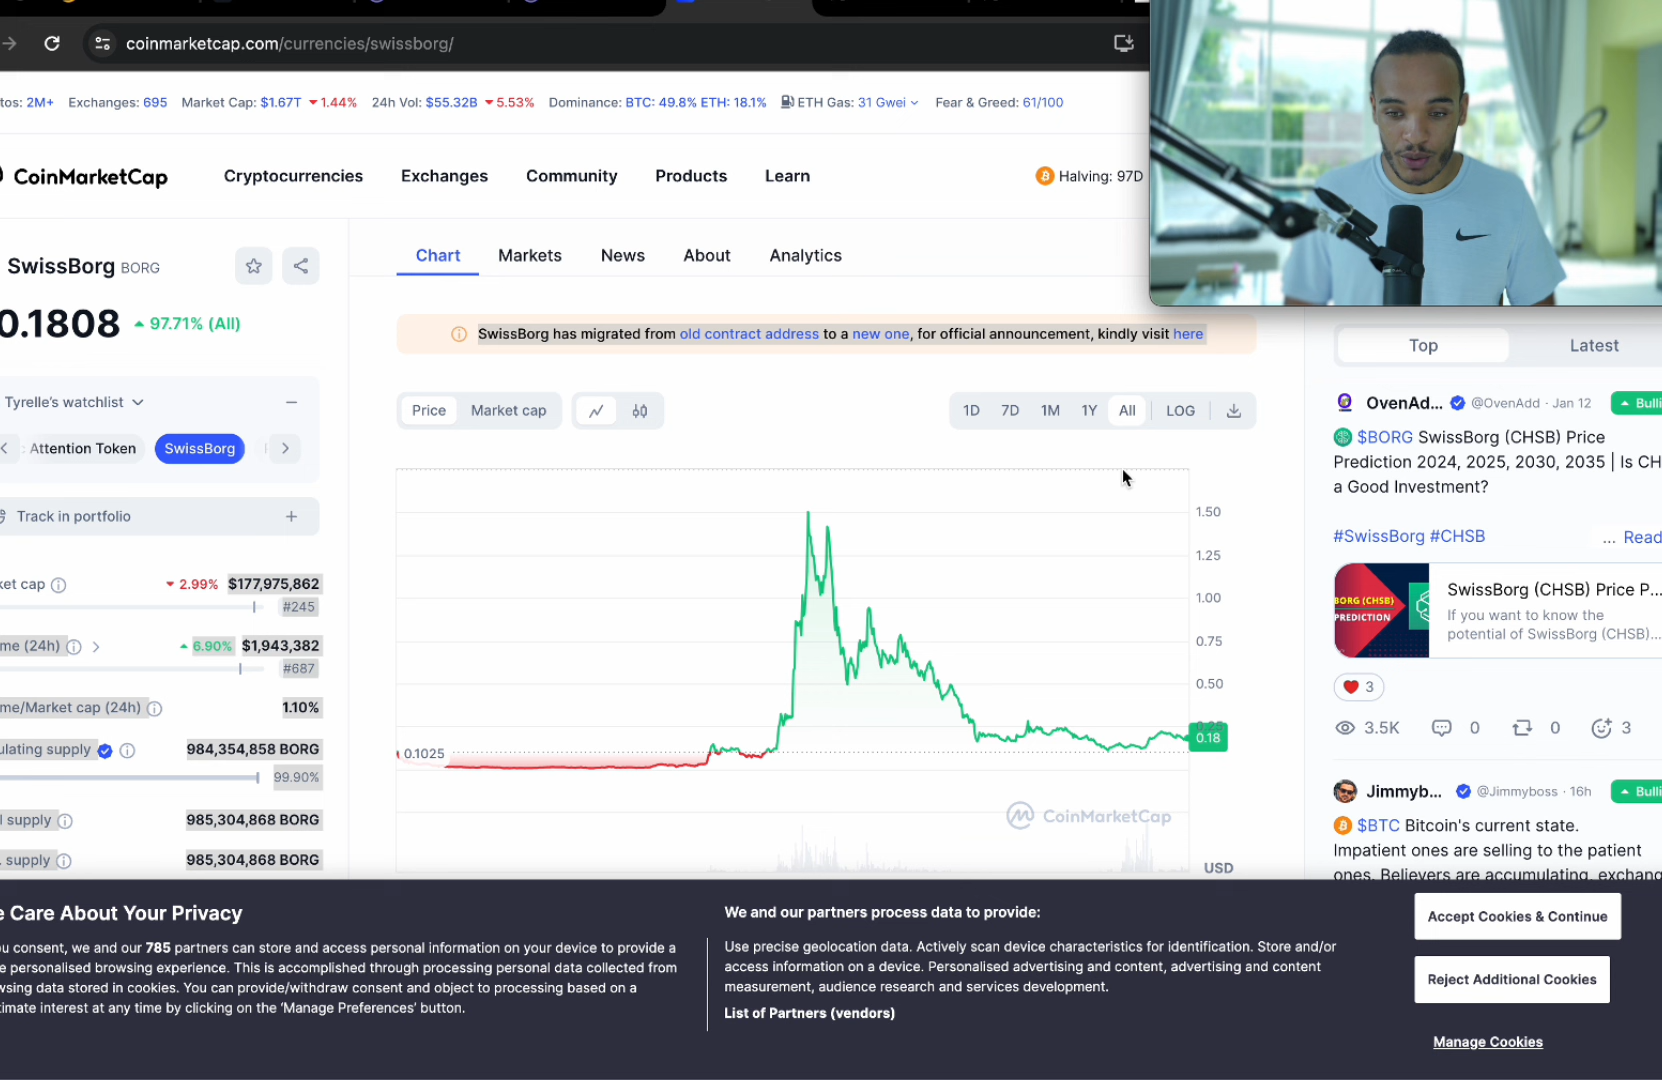 coinmarketcap.com/currencies/swissborg/
2M+ Exchanges: 695 Market Cap: $1.67T 1.44% 24h Vol: $55.32B 5.53% Dominance: BTC: 49.8% ETH: 18.1% ETH Gas: 31 Gwei Fear & Greed: 61/100
CoinMarketCap Cryptocurrencies Exchanges Community Products Learn Halving: 97D
SwissBorg BORG
0.1808 97.71% (All)
Tyrelle's watchlist
Attention Token SwissBorg
Track in portfolio
2.99% $177,975,862
#245
(24h) 6.90% $1,943,382
#687
cap (24h) 1.10%
supply 984,354,858 BORG
99.90%
supply 985,304,868 BORG
supply 985,304,868 BORG
Chart Markets News About Analytics
SwissBorg has migrated from old contract address to a new one, for official announcement, kindly visit here
Price Market cap 1D 7D 1M 1Y All LOG
1.50
1.25
1.00
0.75
0.50
0.18
0.1025
CoinMarketCap
USD
Top Latest
OvenAd... @OvenAdd · Jan 12
$BORG SwissBorg (CHSB) Price
Prediction 2024, 2025, 2030, 2035 | Is
a Good Investment?
#SwissBorg #CHSB ... Read
BORG (CHSB)
PREDICTION
SwissBorg (CHSB) Price P...
If you want to know the
potential of SwissBorg (CHSB)...
3
3.5K 0 0 3
Jimmyb... @Jimmyboss · 16h
$BTC Bitcoin's current state.
Impatient ones are selling to the patient
ones. Believers are accumulating,
Care About Your Privacy
consent, we and our 785 partners can store and access personal information on your device to provide a
personalised browsing experience. This is accomplished through processing personal data collected from
data stored in cookies. You can provide/withdraw consent and object to processing based on a
interest at any time by clicking on the 'Manage Preferences' button.
We and our partners process data to provide:
Use precise geolocation data. Actively scan device characteristics for identification. Store and/or
access information on a device. Personalised advertising and content, advertising and content
measurement, audience research and services development.
List of Partners (vendors)
Accept Cookies & Continue
Reject Additional Cookies
Manage Cookies